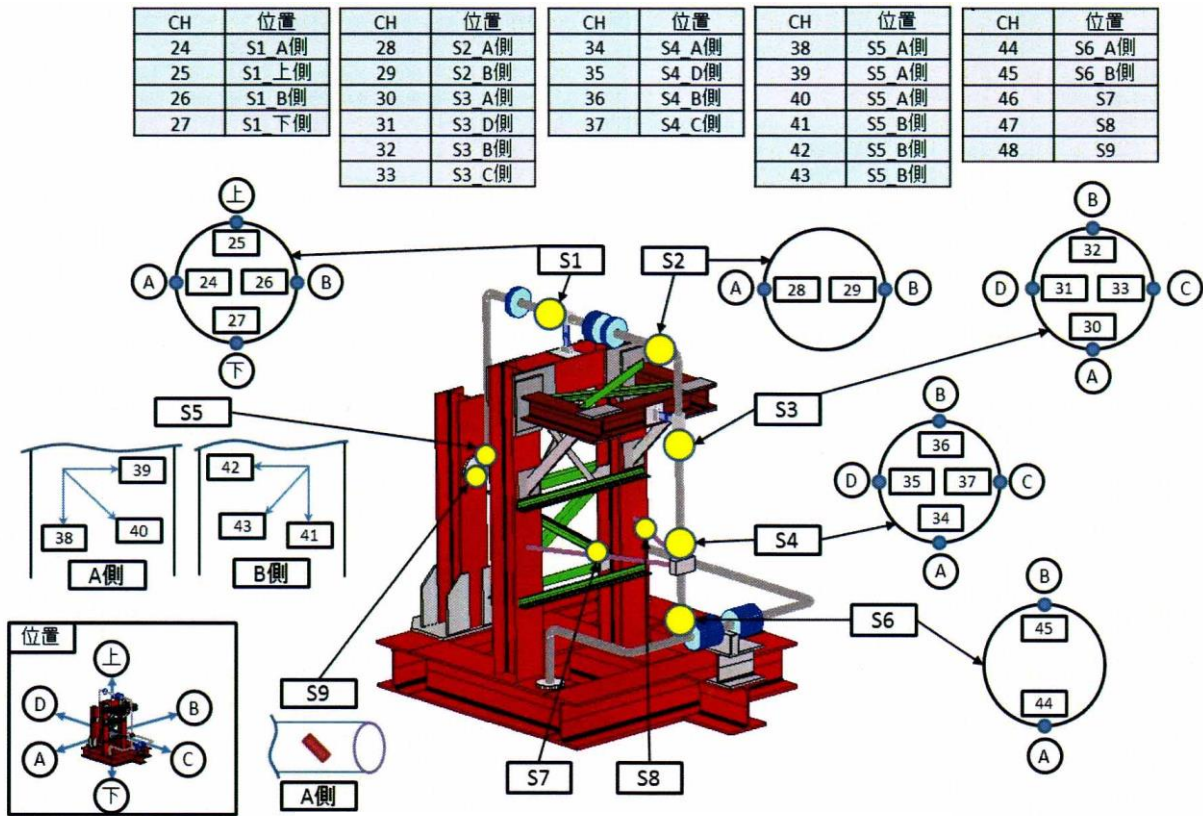 CH 位置
24 S1_A側
25 S1_上側
26 S1_B側
27 S1_下側
CH 位置
28 S2_A側
29 S2_B側
30 S3_A側
31 S3_D側
32 S3_B側
33 S3_C側
CH 位置
34 S4_A側
35 S4_D側
36 S4_B側
37 S4_C側
CH 位置
38 S5_A側
39 S5_A側
40 S5_A側
41 S5_B側
42 S5_B側
43 S5_B側
CH 位置
44 S6_A側
45 S6_B側
46 S7
47 S8
48 S9
上
25
A 24 26 B
27
下
S1
S2
A 28 29 B
B
32
D 31 33 C
30
A
S3
S5
39
38 40
A側
42
43 41
B側
B
36
D 35 37 C
34
A
S4
S6
B
45
44
A
位置
上
D B
A C
下
S9
A側
S7
S8